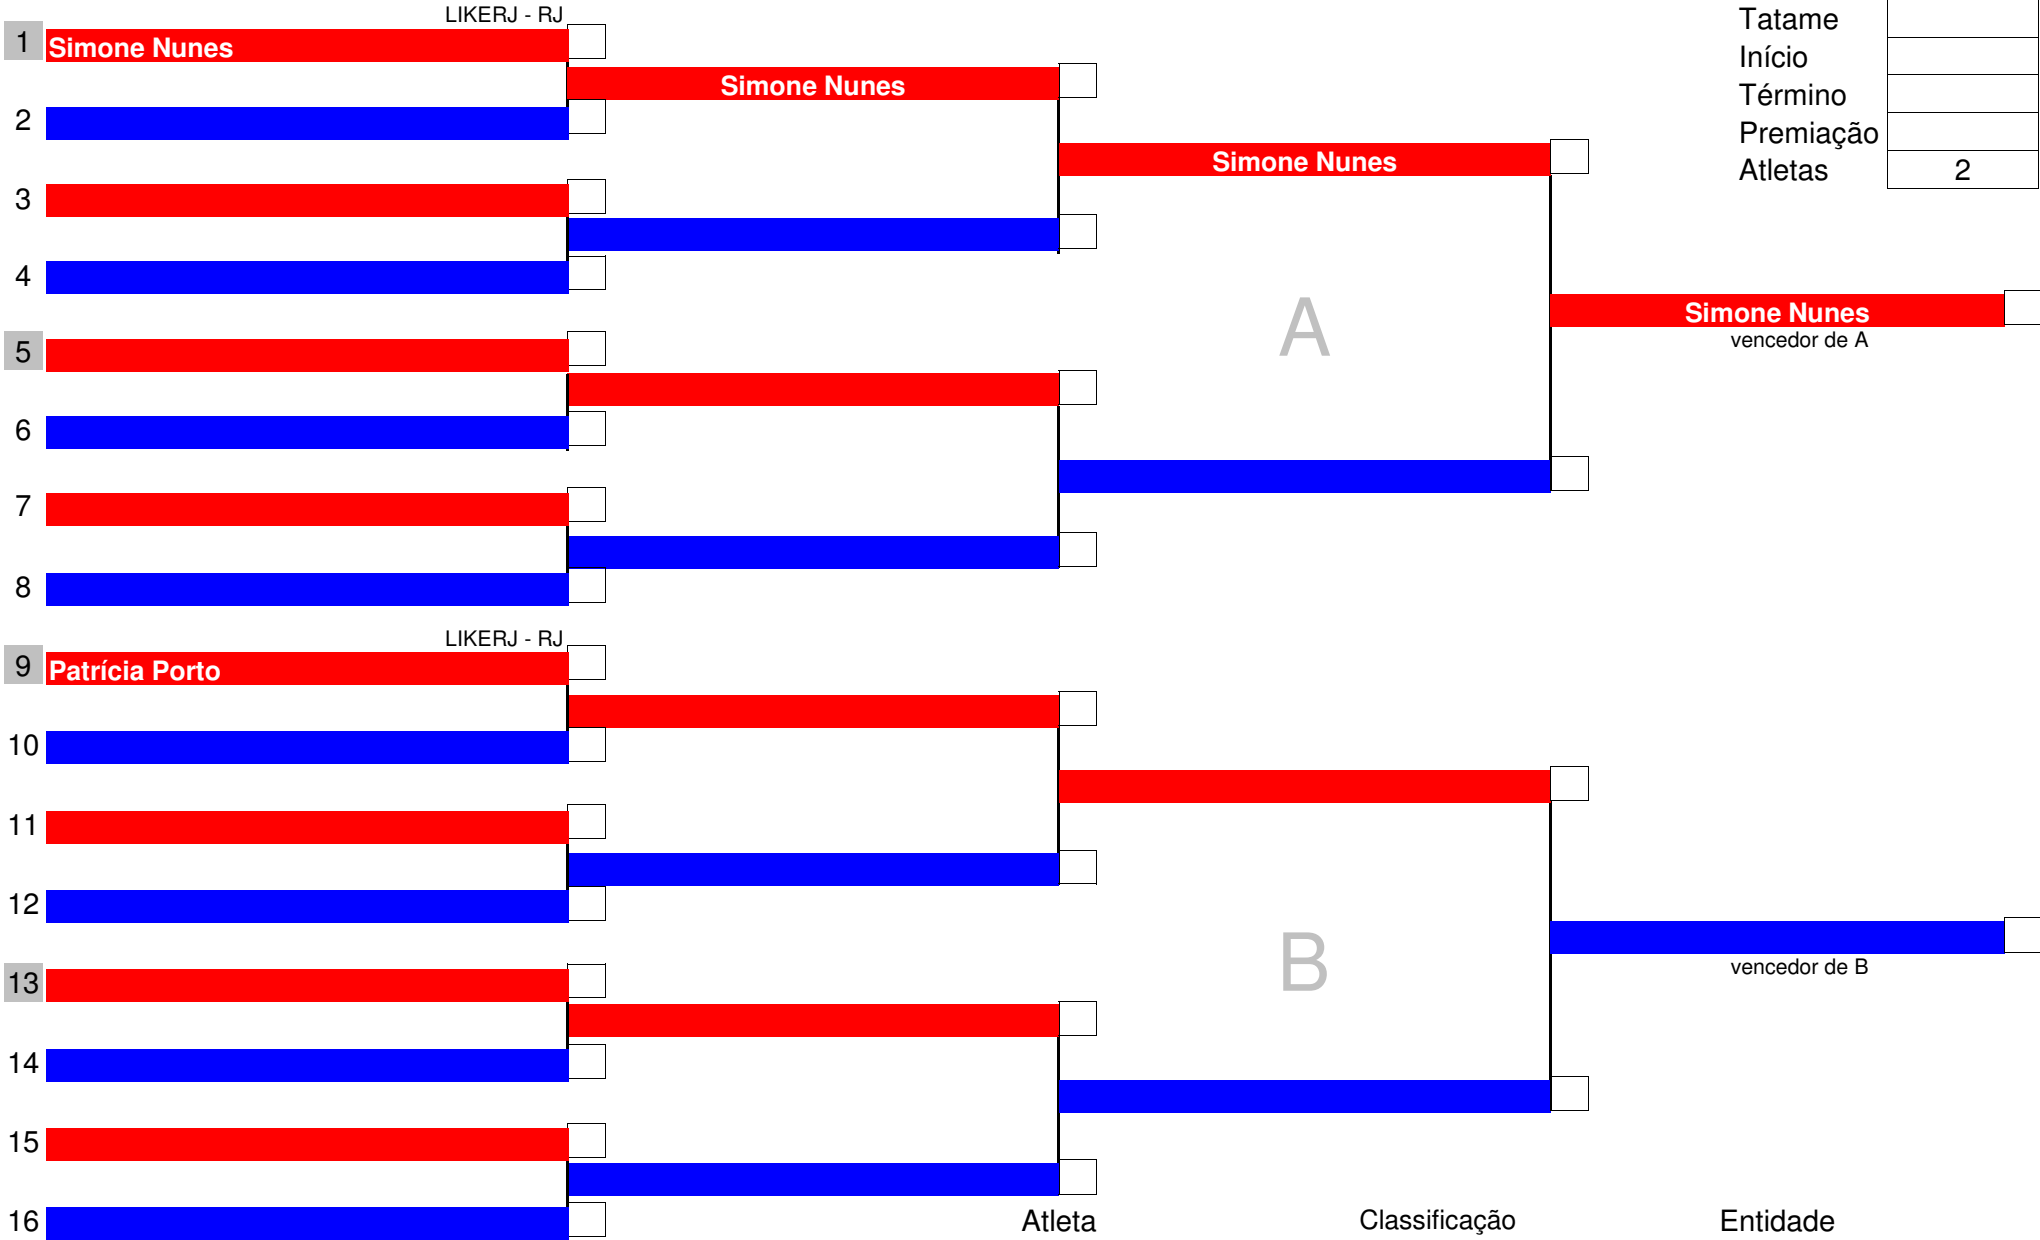 LIKERJ - RJ
1 Simone Nunes
Simone Nunes
2
Simone Nunes
3
4
Simone Nunes
vencedor de A
A
5
6
7
8
LIKERJ - RJ
9 Patrícia Porto
10
11
12
B
vencedor de B
13
14
15
16
Tatame
Início
Término
Premiação
Atletas 2
Atleta Classificação Entidade